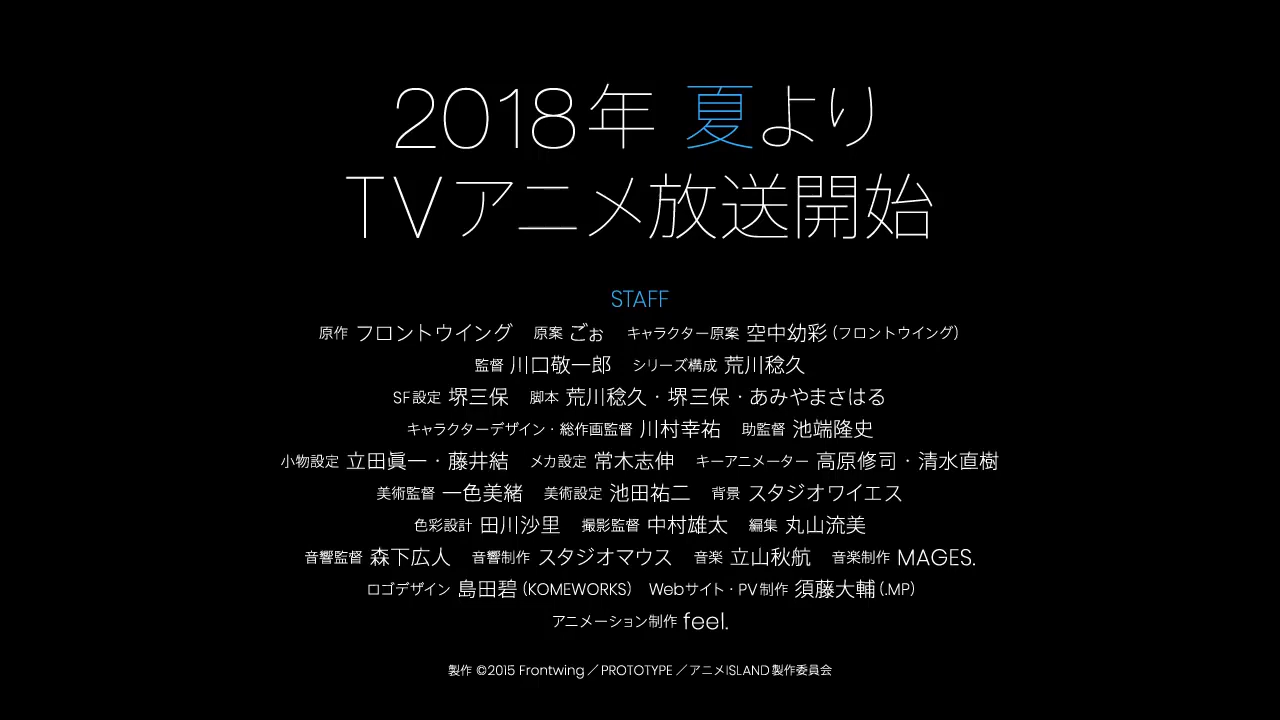 2018年 夏より
TVアニメ放送開始
STAFF
原作 フロントウイング 原案 ごぉ キャラクター原案 空中幼彩（フロントウイング）
監督 川口敬一郎 シリーズ構成 荒川稔久
SF設定 堺三保 脚本 荒川稔久・堺三保・あみやまさはる
キャラクターデザイン・総作画監督 川村幸祐 助監督 池端隆史
小物設定 立田眞一・藤井結 メカ設定 常木志伸 キーアニメーター 高原修司・清水直樹
美術監督 一色美緒 美術設定 池田祐二 背景 スタジオワイエス
色彩設計 田川沙里 撮影監督 中村雄太 編集 丸山流美
音響監督 森下広人 音響制作 スタジオマウス 音楽 立山秋航 音楽制作 MAGES.
ロゴデザイン 島田碧（KOMEWORKS） Webサイト・PV制作 須藤大輔（.MP）
アニメーション制作 feel.
製作 ©2015 Frontwing／PROTOTYPE／アニメISLAND製作委員会